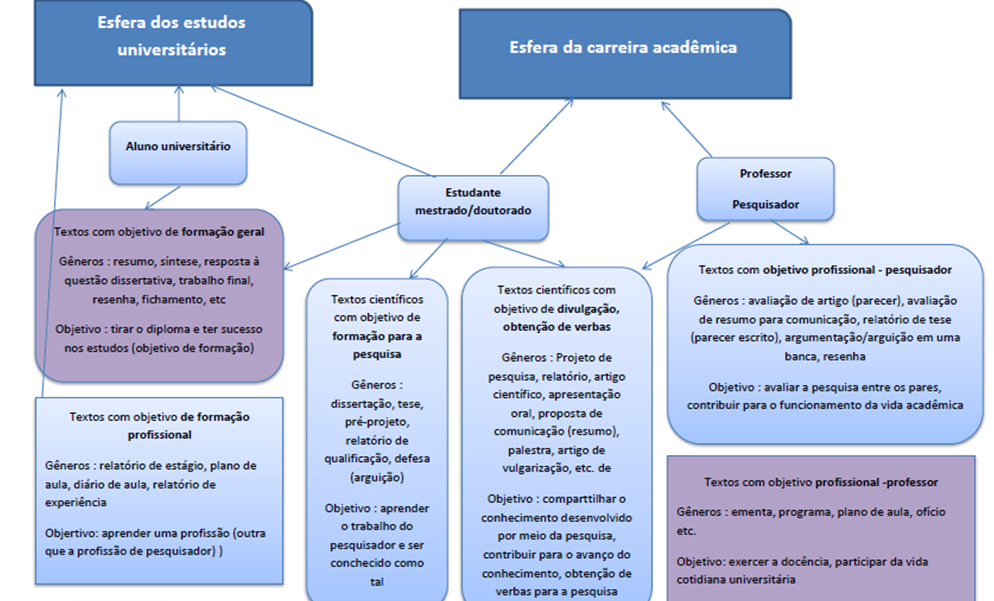 Esfera dos estudos
universitários
Esfera da carreira acadêmica
Aluno universitário
Estudante
mestrado/doutorado
Professor
Pesquisador
Textos com objetivo de formação geral
Gêneros : resumo, síntese, resposta à
questão dissertativa, trabalho final,
resenha, fichamento, etc
Objetivo : tirar o diploma e ter sucesso
nos estudos (objetivo de formação)
Textos com objetivo de formação
profissional
Gêneros : relatório de estágio, plano de
aula, diário de aula, relatório de
experiência
Objertivo: aprender uma profissão (outra
que a profissão de pesquisador) )
Textos científicos
com objetivo de
formação para a
pesquisa
Gêneros :
dissertação, tese,
pré-projeto,
relatório de
qualificação, defesa
(arguição)
Objetivo : aprender
o trabalho do
pesquisador e ser
conchecido como
tal
Textos científicos com
objetivo de divulgação,
obtenção de verbas
Gêneros : Projeto de
pesquisa, relatório, artigo
científico, apresentação
oral, proposta de
comunicação (resumo),
palestra, artigo de
vulgarização, etc. de
Objetivo : comparttilhar o
conhecimento desenvolvido
por meio da pesquisa,
contribuir para o avanço do
conhecimento, obtenção de
verbas para a pesquisa
Textos com objetivo profissional - pesquisador
Gêneros : avaliação de artigo (parecer), avaliação
de resumo para comunicação, relatório de tese
(parecer escrito), argumentação/arguição em uma
banca, resenha
Objetivo : avaliar a pesquisa entre os pares,
contribuir para o funcionamento da vida acadêmica
Textos com objetivo profissional -professor
Gêneros : ementa, programa, plano de aula, ofício
etc.
Objetivo: exercer a docência, participar da vida
cotidiana universitária